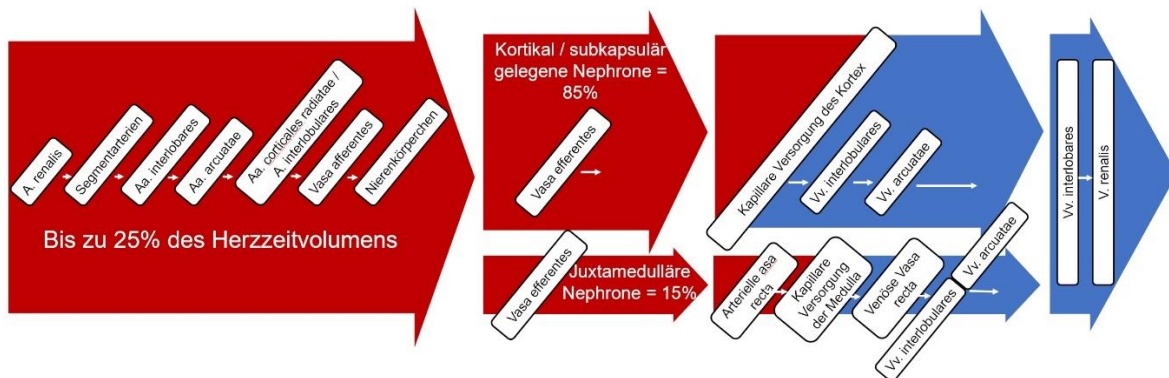 A. renalis
Segmentarterien
Aa. interlobares
Aa. arcuatae
Aa. corticales radiatae /
A. interlobulares
Vasa afferentes
Nierenkörperchen
Bis zu 25% des Herzzeitvolumens
Kortikal / subkapsulär
gelegene Nephrone =
85%
Vasa efferentes
Vasa efferentes
Juxtamedulläre
Nephrone = 15%
Kapillare Versorgung des Kortex
Vv. interlobulares
Vv. arcuatae
Arterielle asa
recta
Kapillare
Versorgung
der Medulla
Venöse Vasa
recta
Vv. interlobulares
Vv. arcuatae
Vv. interlobares
V. renalis